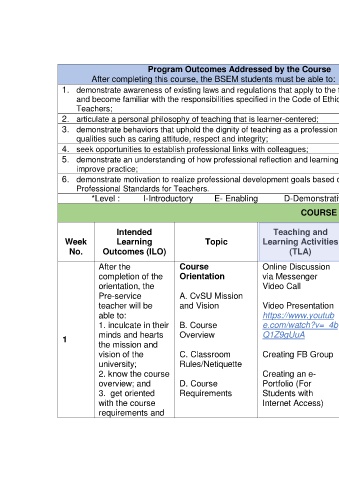 Program Outcomes Addressed by the Course
After completing this course, the BSEM students must be able to:
1. demonstrate awareness of existing laws and regulations that apply to the
and become familiar with the responsibilities specified in the Code of
Teachers;
2. articulate a personal philosophy of teaching that is learner-centered;
3. demonstrate behaviors that uphold the dignity of teaching as a profession
qualities such as caring attitude, respect and integrity;
4. seek opportunities to establish professional links with colleagues;
5. demonstrate an understanding of how professional reflection and learning
improve practice;
6. demonstrate motivation to realize professional development goals based
Professional Standards for Teachers.
*Level : I-Introductory E- Enabling
COURSE
Week
No.
Intended
Learning
Outcomes (ILO)
Topic
Teaching and
Learning Activities
(TLA)
1
After the
completion of the
orientation, the
Pre-service
teacher will be
able to:
1. inculcate in their
minds and hearts
the mission and
vision of the
university;
2. know the course
overview; and
3. get oriented
with the course
requirements and
Course
Orientation
A. CvSU Mission
and Vision
B. Course
Overview
C. Classroom
Rules/Netiquette
D. Course
Requirements
Online Discussion
via Messenger
Video Call
Video Presentation
https://www.youtub
e.com/watch?v=_4b
Q1Z9gUuA
Creating FB Group
Creating an e-
Portfolio (For
Students with
Internet Access)